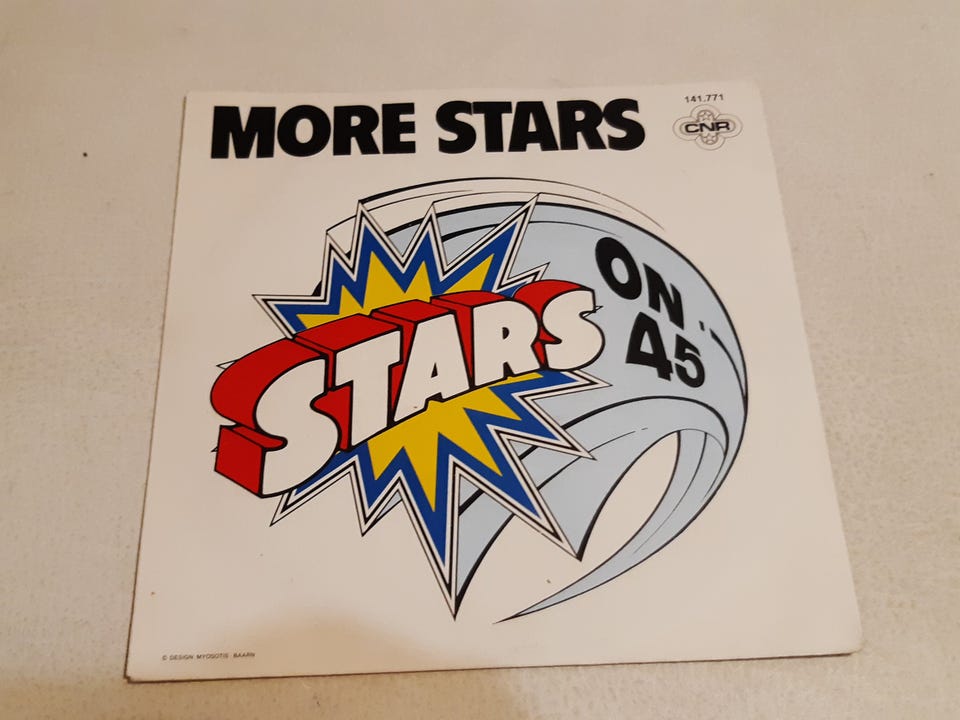 MORE STARS
141.771
CNR
STARS
ON
45
© DESIGN: MYOSOTIS - BAARN